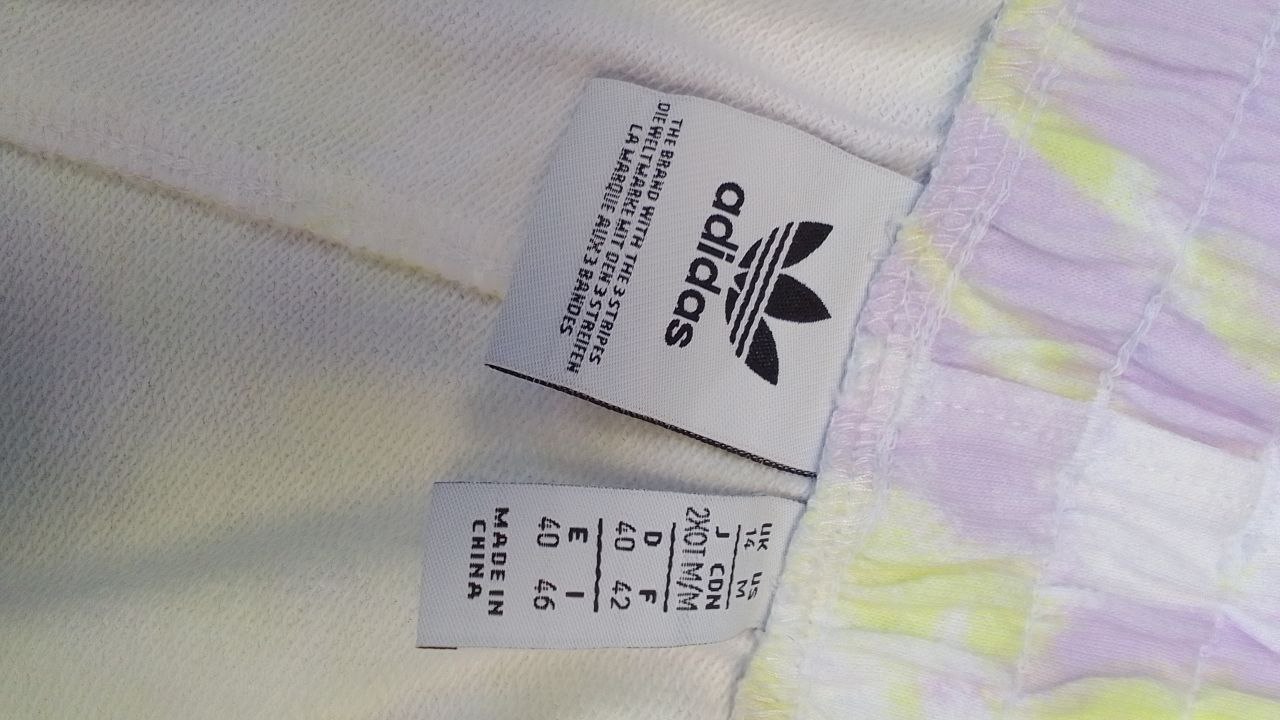 adidas
THE BRAND WITH THE 3 STRIPES
DIE WELTMARKE MIT DEN 3 STREIFEN
LA MARQUE AUX 3 BANDES
UK US
14 M
J CDN
2XOT M/M
D F
40 42
E I
40 46
MADE IN
CHINA